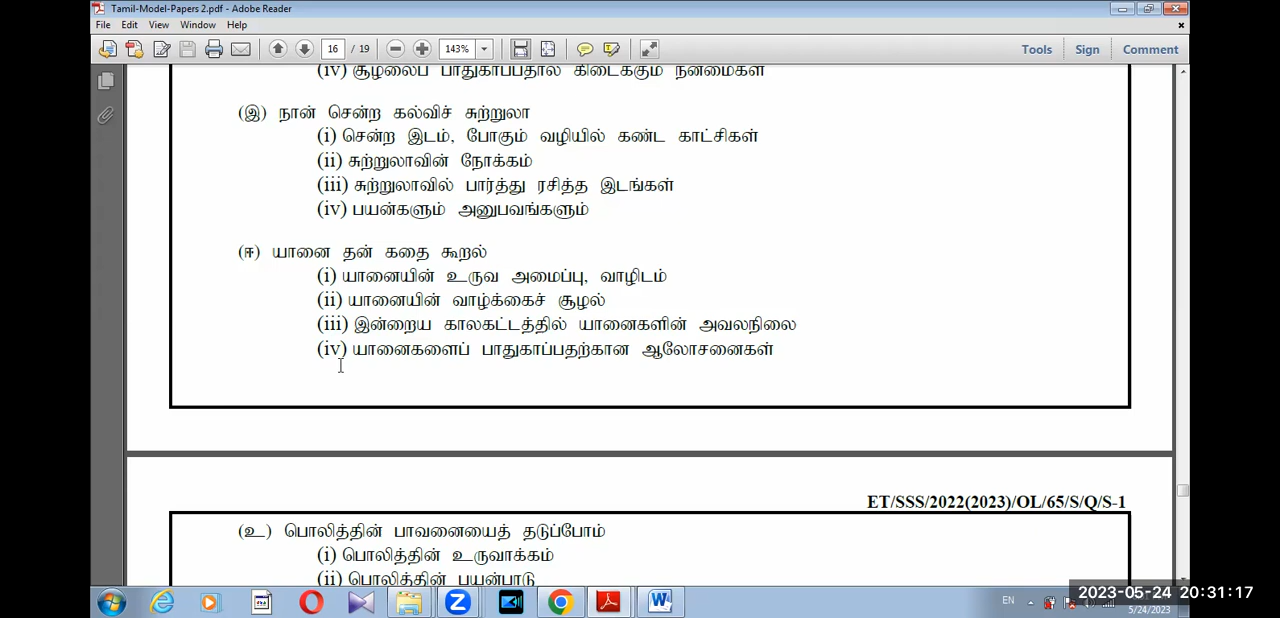 Tamil-Model-Papers 2.pdf - Adobe Reader
File Edit View Window Help
16 / 19 143% Tools Sign Comment
(iv) சூழலைப் பாதுகாப்பதால் கிடைக்கும் நன்மைகள்
(இ) நான் சென்ற கல்விச் சுற்றுலா
(i) சென்ற இடம், போகும் வழியில் கண்ட காட்சிகள்
(ii) சுற்றுலாவின் நோக்கம்
(iii) சுற்றுலாவில் பார்த்து ரசித்த இடங்கள்
(iv) பயன்களும் அனுபவங்களும்
(ஈ) யானை தன் கதை கூறல்
(i) யானையின் உருவ அமைப்பு, வாழிடம்
(ii) யானையின் வாழ்க்கைச் சூழல்
(iii) இன்றைய காலகட்டத்தில் யானைகளின் அவலநிலை
(iv) யானைகளைப் பாதுகாப்பதற்கான ஆலோசனைகள்
ET/SSS/2022(2023)/OL/65/S/Q/S-1
(உ) பொலித்தின் பாவனையைத் தடுப்போம்
(i) பொலித்தின் உருவாக்கம்
(ii) பொலித்தின் பயன்பாடு
EN
2023-05-24 20:31:17
5/24/2023